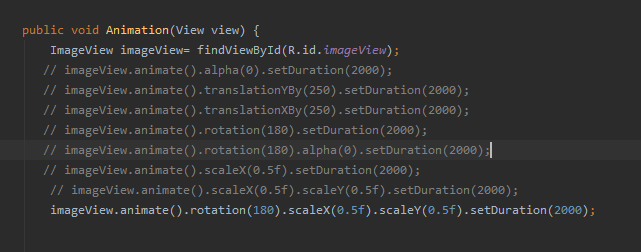 public void Animation(View view) {
ImageView imageView= findViewById(R.id.imageView);
// imageView.animate().alpha(0).setDuration(2000);
// imageView.animate().translationYBy(250).setDuration(2000);
// imageView.animate().translationXBy(250).setDuration(2000);
// imageView.animate().rotation(180).setDuration(2000);
// imageView.animate().rotation(180).alpha(0).setDuration(2000);
// imageView.animate().scaleX(0.5f).setDuration(2000);
// imageView.animate().scaleX(0.5f).scaleY(0.5f).setDuration(2000);
imageView.animate().rotation(180).scaleX(0.5f).scaleY(0.5f).setDuration(2000);